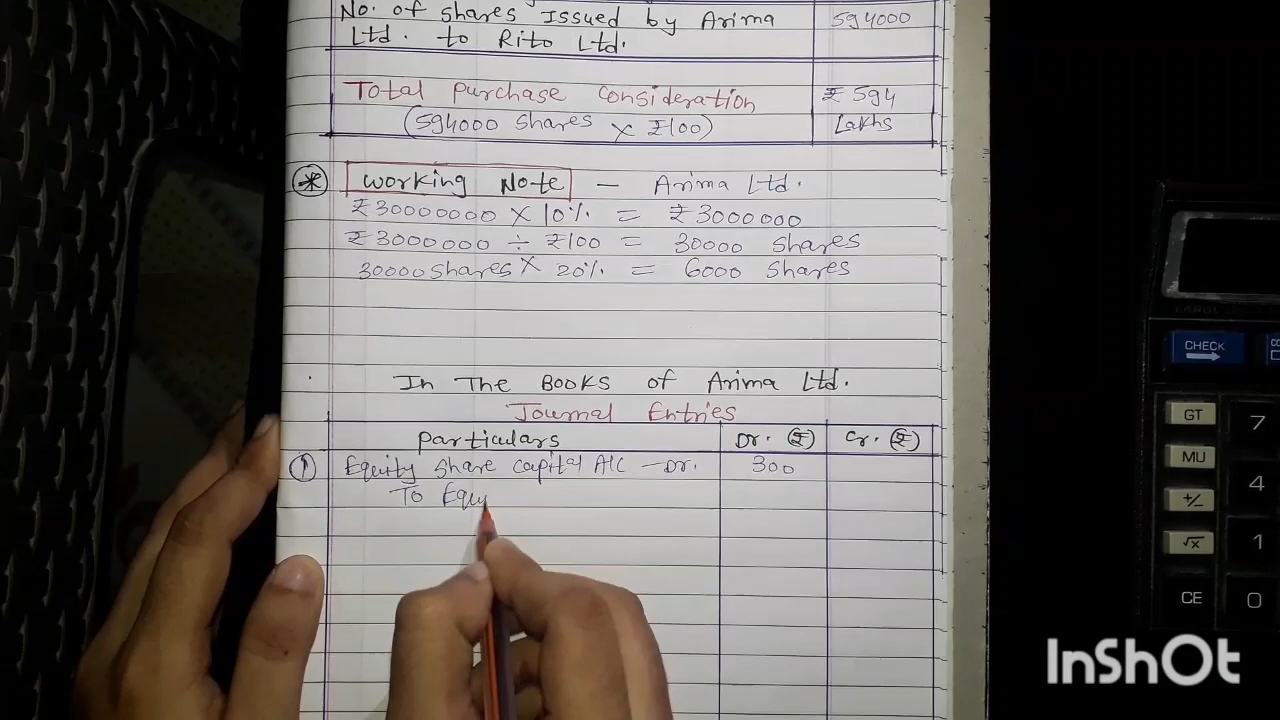 No. of shares Issued by Arima 594000
Ltd. to Rito Ltd.
Total purchase consideration ₹ 594
(594000 shares × ₹100) Lakhs
* Working Note – Arima Ltd.
₹30000000 × 10% = ₹3000000
₹3000000 ÷ ₹100 = 30000 shares
30000 shares × 20% = 6000 shares
In The Books of Arima Ltd.
Journal Entries
Particulars Dr. (₹) Cr. (₹)
1 Equity share capital A/C – Dr. 300
To Equ
CHECK
GT
7
MU
4
+/-
√x
1
CE
0
InShOt